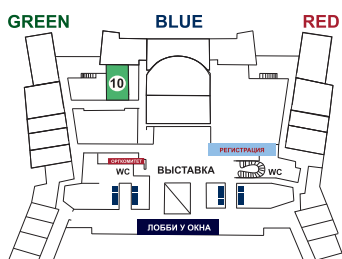 GREEN BLUE RED
10
РЕГИСТРАЦИЯ
ОРГКОМИТЕТ
ВЫСТАВКА
WC WC
ЛОББИ У ОКНА